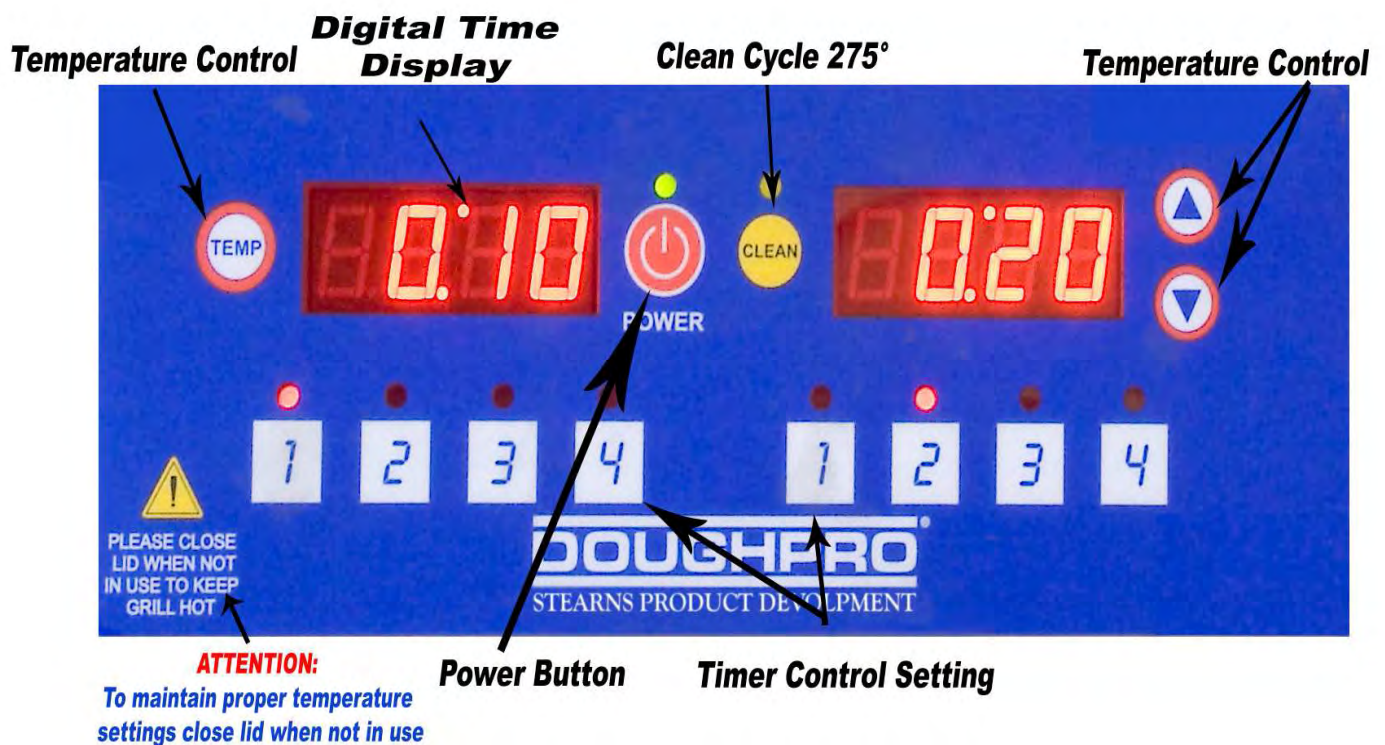 Digital Time
Display
Temperature Control
Clean Cycle 275°
Temperature Control
TEMP
0.10
POWER
CLEAN
0.20
1
2
3
4
1
2
3
4
PLEASE CLOSE
LID WHEN NOT
IN USE TO KEEP
GRILL HOT
DOUGHPRO
STEARNS PRODUCT DEVOLPMENT
ATTENTION:
To maintain proper temperature
settings close lid when not in use
Power Button
Timer Control Setting